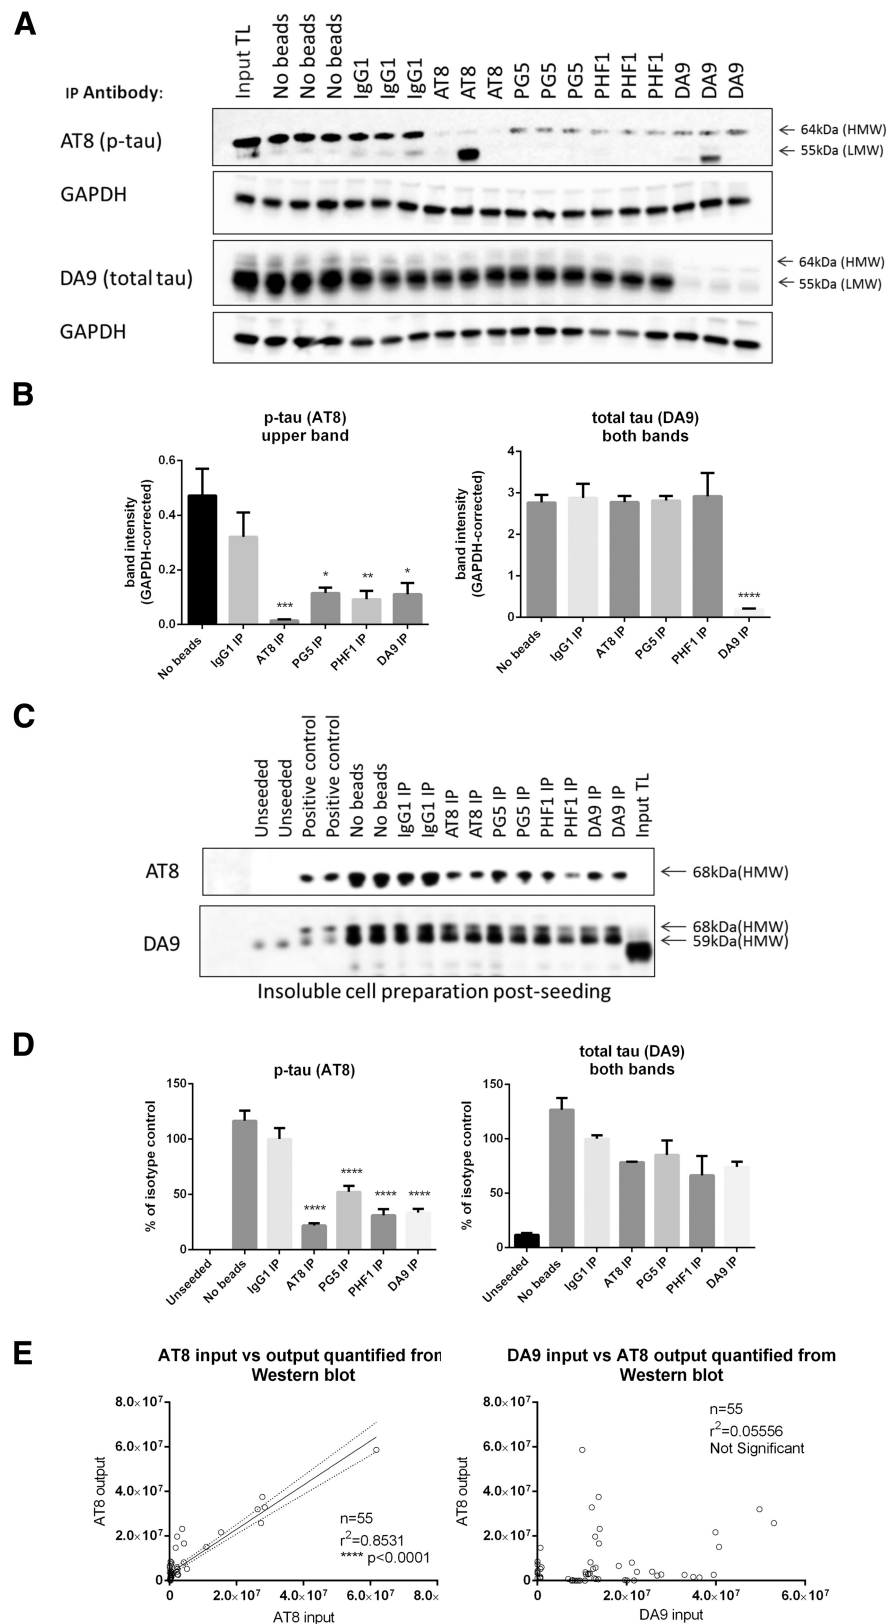 A
IP Antibody:
Input TL
No beads
No beads
No beads
IgG1
IgG1
IgG1
AT8
AT8
AT8
PG5
PG5
PG5
PHF1
PHF1
PHF1
DA9
DA9
DA9
AT8 (p-tau)
← 64kDa (HMW)
← 55kDa (LMW)
GAPDH
DA9 (total tau)
← 64kDa (HMW)
← 55kDa (LMW)
GAPDH
B
p-tau (AT8)
upper band
band intensity
(GAPDH-corrected)
0.6
0.4
0.2
0.0
***
*
**
*
No beads
IgG1 IP
AT8 IP
PG5 IP
PHF1 IP
DA9 IP
total tau (DA9)
both bands
band intensity
(GAPDH-corrected)
4
3
2
1
0
****
No beads
IgG1 IP
AT8 IP
PG5 IP
PHF1 IP
DA9 IP
C
Unseeded
Unseeded
Positive control
Positive control
No beads
No beads
IgG1 IP
IgG1 IP
AT8 IP
AT8 IP
PG5 IP
PG5 IP
PHF1 IP
PHF1 IP
DA9 IP
DA9 IP
Input TL
AT8
← 68kDa(HMW)
DA9
← 68kDa(HMW)
← 59kDa(HMW)
Insoluble cell preparation post-seeding
D
p-tau (AT8)
% of isotype control
150
100
50
0
****
****
****
****
Unseeded
No beads
IgG1 IP
AT8 IP
PG5 IP
PHF1 IP
DA9 IP
total tau (DA9)
both bands
% of isotype control
150
100
50
0
Unseeded
No beads
IgG1 IP
AT8 IP
PG5 IP
PHF1 IP
DA9 IP
E
AT8 input vs output quantified from
Western blot
AT8 output
8.0×10⁷
6.0×10⁷
4.0×10⁷
2.0×10⁷
0
n=55
r²=0.8531
**** p<0.0001
0
2.0×10⁷
4.0×10⁷
6.0×10⁷
8.0×
AT8 input
DA9 input vs AT8 output quantified from
Western blot
AT8 output
8.0×10⁷
6.0×10⁷
4.0×10⁷
2.0×10⁷
0
n=55
r²=0.05556
Not Significant
0
2.0×10⁷
4.0×10⁷
6.0×10⁷
DA9 input